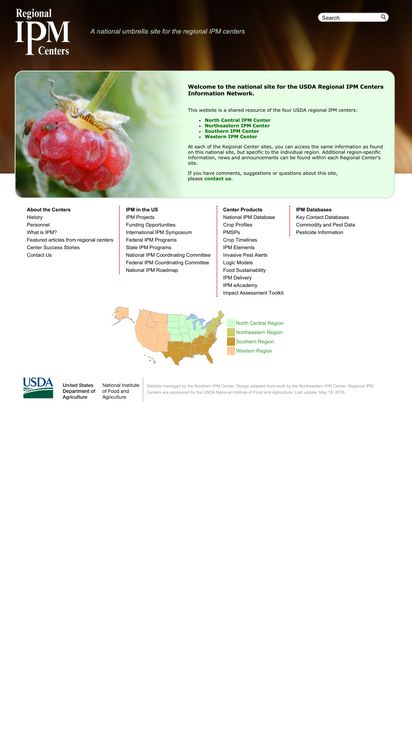 Regional
IPM
Centers
A national umbrella site for the regional IPM centers
Search
Welcome to the national site for the USDA Regional IPM Centers
Information Network.
This website is a shared resource of the four USDA regional IPM centers:
North Central IPM Center
Northeastern IPM Center
Southern IPM Center
Western IPM Center
At each of the Regional Center sites, you can access the same information as found
on this national site, but specific to the individual region. Additional region-specific
information, news and announcements can be found within each Regional Center's
site.
If you have comments, suggestions or questions about this site,
please contact us.
About the Centers
History
Personnel
What is IPM?
Featured articles from regional centers
Center Success Stories
Contact Us
IPM in the US
IPM Projects
Funding Opportunities
International IPM Symposium
Federal IPM Programs
State IPM Programs
National IPM Coordinating Committee
Federal IPM Coordinating Committee
National IPM Roadmap
Center Products
National IPM Database
Crop Profiles
PMSPs
Crop Timelines
IPM Elements
Invasive Pest Alerts
Logic Models
Food Sustainability
IPM Delivery
IPM eAcademy
Impact Assessment Toolkit
IPM Databases
Key Contact Databases
Commodity and Pest Data
Pesticide Information
North Central Region
Northeastern Region
Southern Region
Western Region
USDA
United States
Department of
Agriculture
National Institute
of Food and
Agriculture
Website managed by the Southern IPM Center. Design adapted from work by the Northeastern IPM Center. Regional IPM
Centers are sponsored by the USDA National Institute of Food and Agriculture. Last update: May 19, 2016.